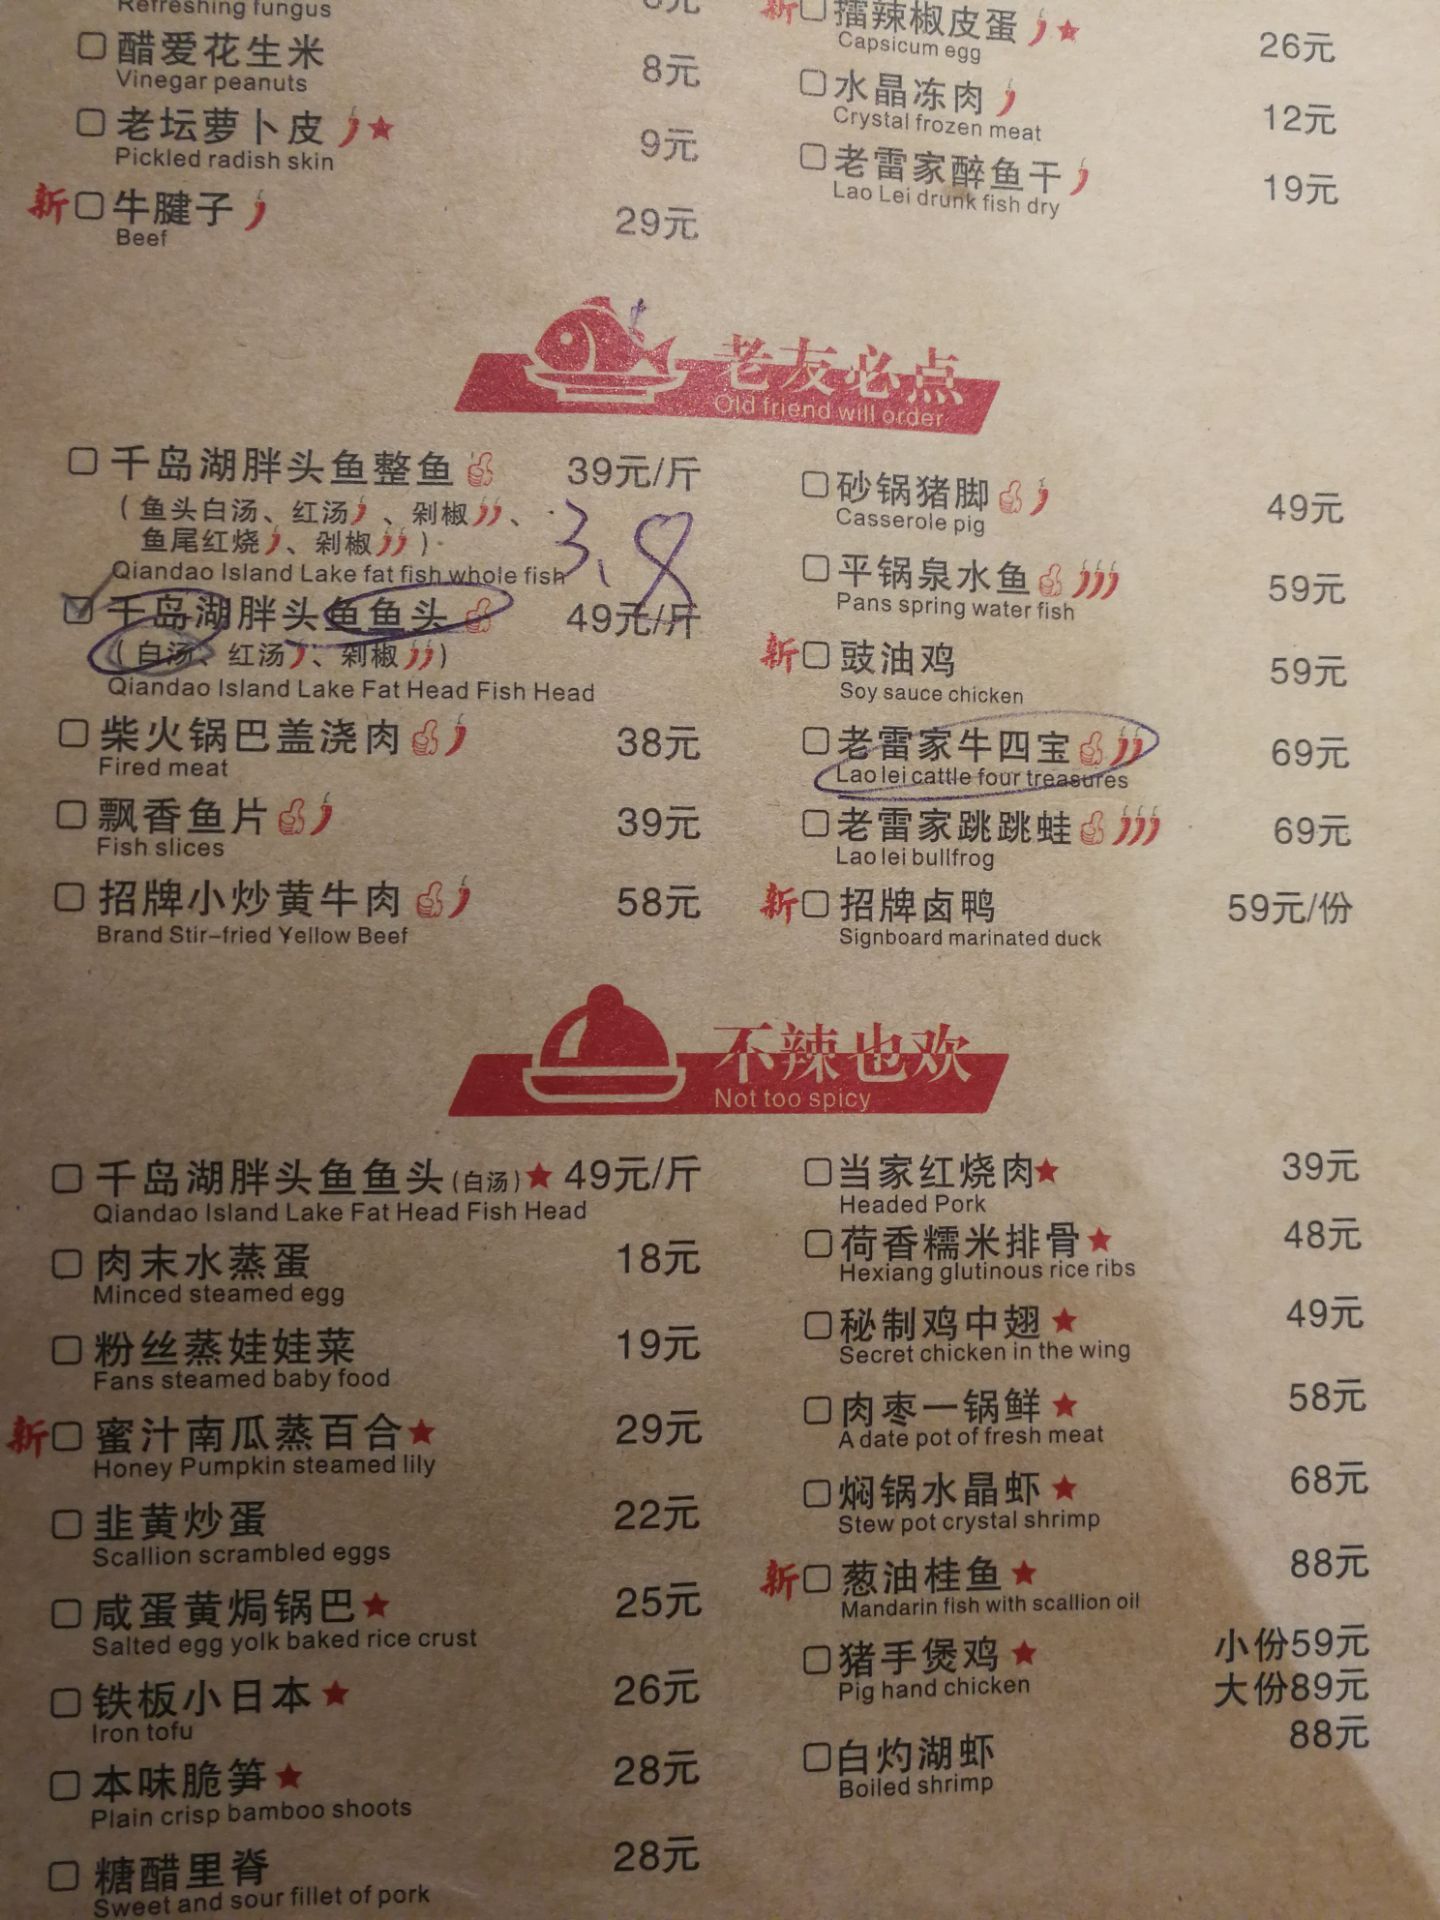 Refreshing fungus
醋爱花生米 8元
Vinegar peanuts
老坛萝卜皮 9元
Pickled radish skin
新 牛腱子 29元
Beef
新 擂辣椒皮蛋 26元
Capsicum egg
水晶冻肉 12元
Crystal frozen meat
老雷家醉鱼干 19元
Lao Lei drunk fish dry
老友必点
Old friend will order
千岛湖胖头鱼整鱼 39元/斤
(鱼头白汤、红汤、剁椒、
鱼尾红烧、剁椒)
Qiandao Island Lake fat fish whole fish
3.8
千岛湖胖头鱼鱼头 49元/斤
(白汤、红汤、剁椒)
Qiandao Island Lake Fat Head Fish Head
柴火锅巴盖浇肉 38元
Fired meat
飘香鱼片 39元
Fish slices
招牌小炒黄牛肉 58元
Brand Stir-fried Yellow Beef
砂锅猪脚 49元
Casserole pig
平锅泉水鱼 59元
Pans spring water fish
新 豉油鸡 59元
Soy sauce chicken
老雷家牛四宝 69元
Lao lei cattle four treasures
老雷家跳跳蛙 69元
Lao lei bullfrog
新 招牌卤鸭 59元/份
Signboard marinated duck
不辣也欢
Not too spicy
千岛湖胖头鱼鱼头(白汤) 49元/斤
Qiandao Island Lake Fat Head Fish Head
肉末水蒸蛋 18元
Minced steamed egg
粉丝蒸娃娃菜 19元
Fans steamed baby food
新 蜜汁南瓜蒸百合 29元
Honey Pumpkin steamed lily
韭黄炒蛋 22元
Scallion scrambled eggs
咸蛋黄焗锅巴 25元
Salted egg yolk baked rice crust
铁板小日本 26元
Iron tofu
本味脆笋 28元
Plain crisp bamboo shoots
糖醋里脊 28元
Sweet and sour fillet of pork
当家红烧肉 39元
Headed Pork
荷香糯米排骨 48元
Hexiang glutinous rice ribs
秘制鸡中翅 49元
Secret chicken in the wing
肉枣一锅鲜 58元
A date pot of fresh meat
焖锅水晶虾 68元
Stew pot crystal shrimp
新 葱油桂鱼 88元
Mandarin fish with scallion oil
猪手煲鸡 小份59元
Pig hand chicken 大份89元
白灼湖虾 88元
Boiled shrimp